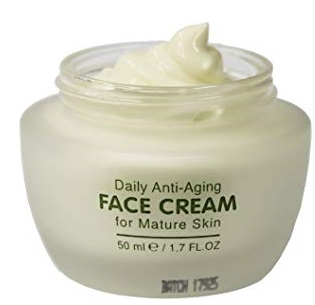 Daily Anti-Aging
FACE CREAM
for Mature Skin
50 ml ℮ / 1.7 FL.OZ
BATCH 17925